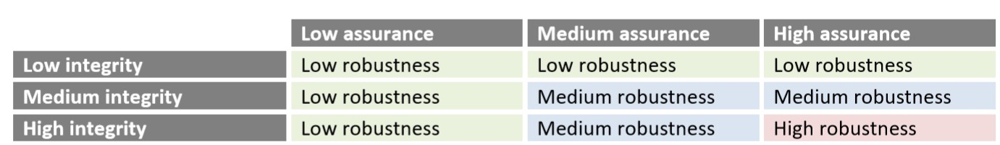 Low assurance Medium assurance High assurance
Low integrity Low robustness Low robustness Low robustness
Medium integrity Low robustness Medium robustness Medium robustness
High integrity Low robustness Medium robustness High robustness